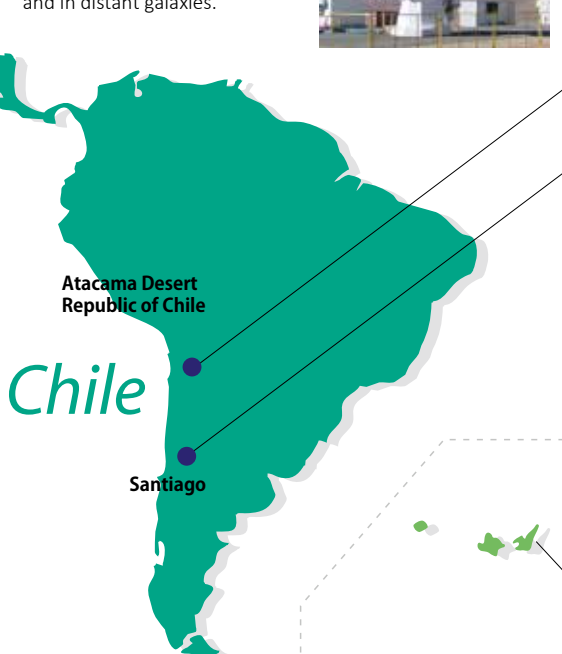 and in distant galaxies.
Atacama Desert
Republic of Chile
Chile
Santiago